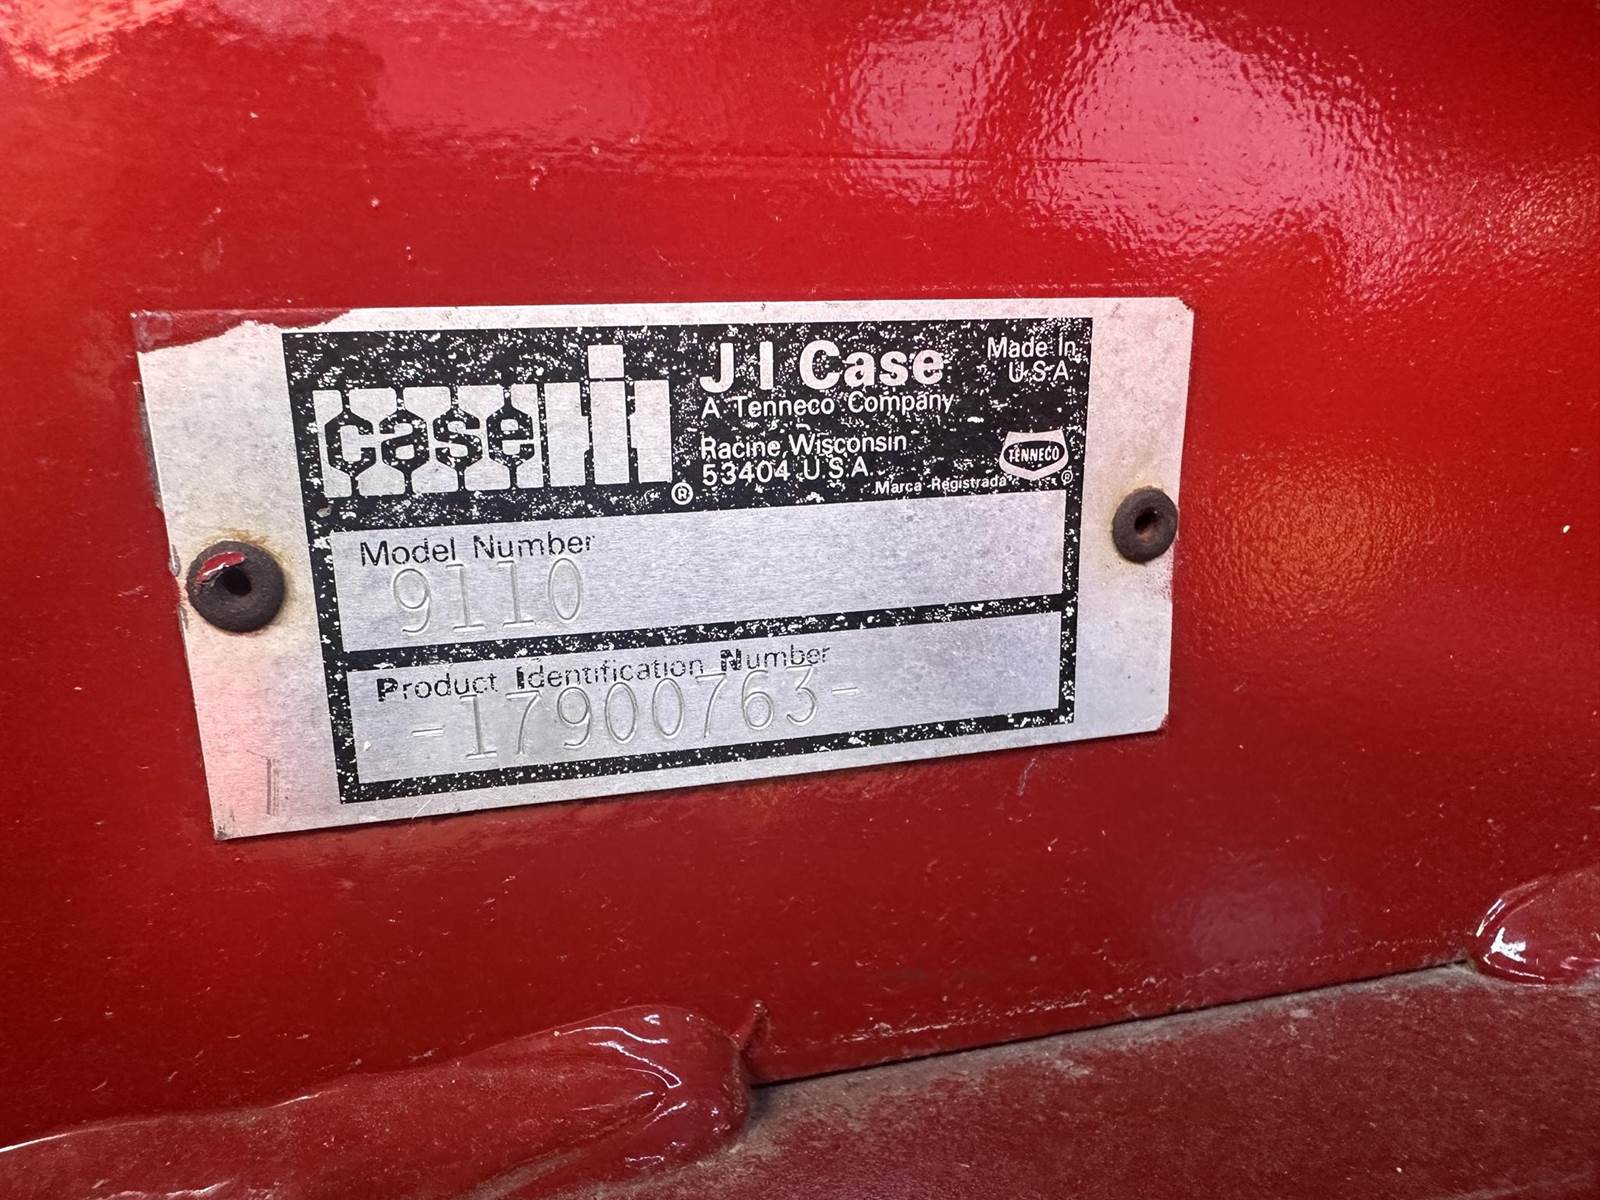 case IH ®
J I Case
A Tenneco Company
Racine, Wisconsin
53404 U.S.A.
Made In
U.S.A.
TENNECO ®
Marca Registrada
Model Number
9110
Product Identification Number
-17900763-